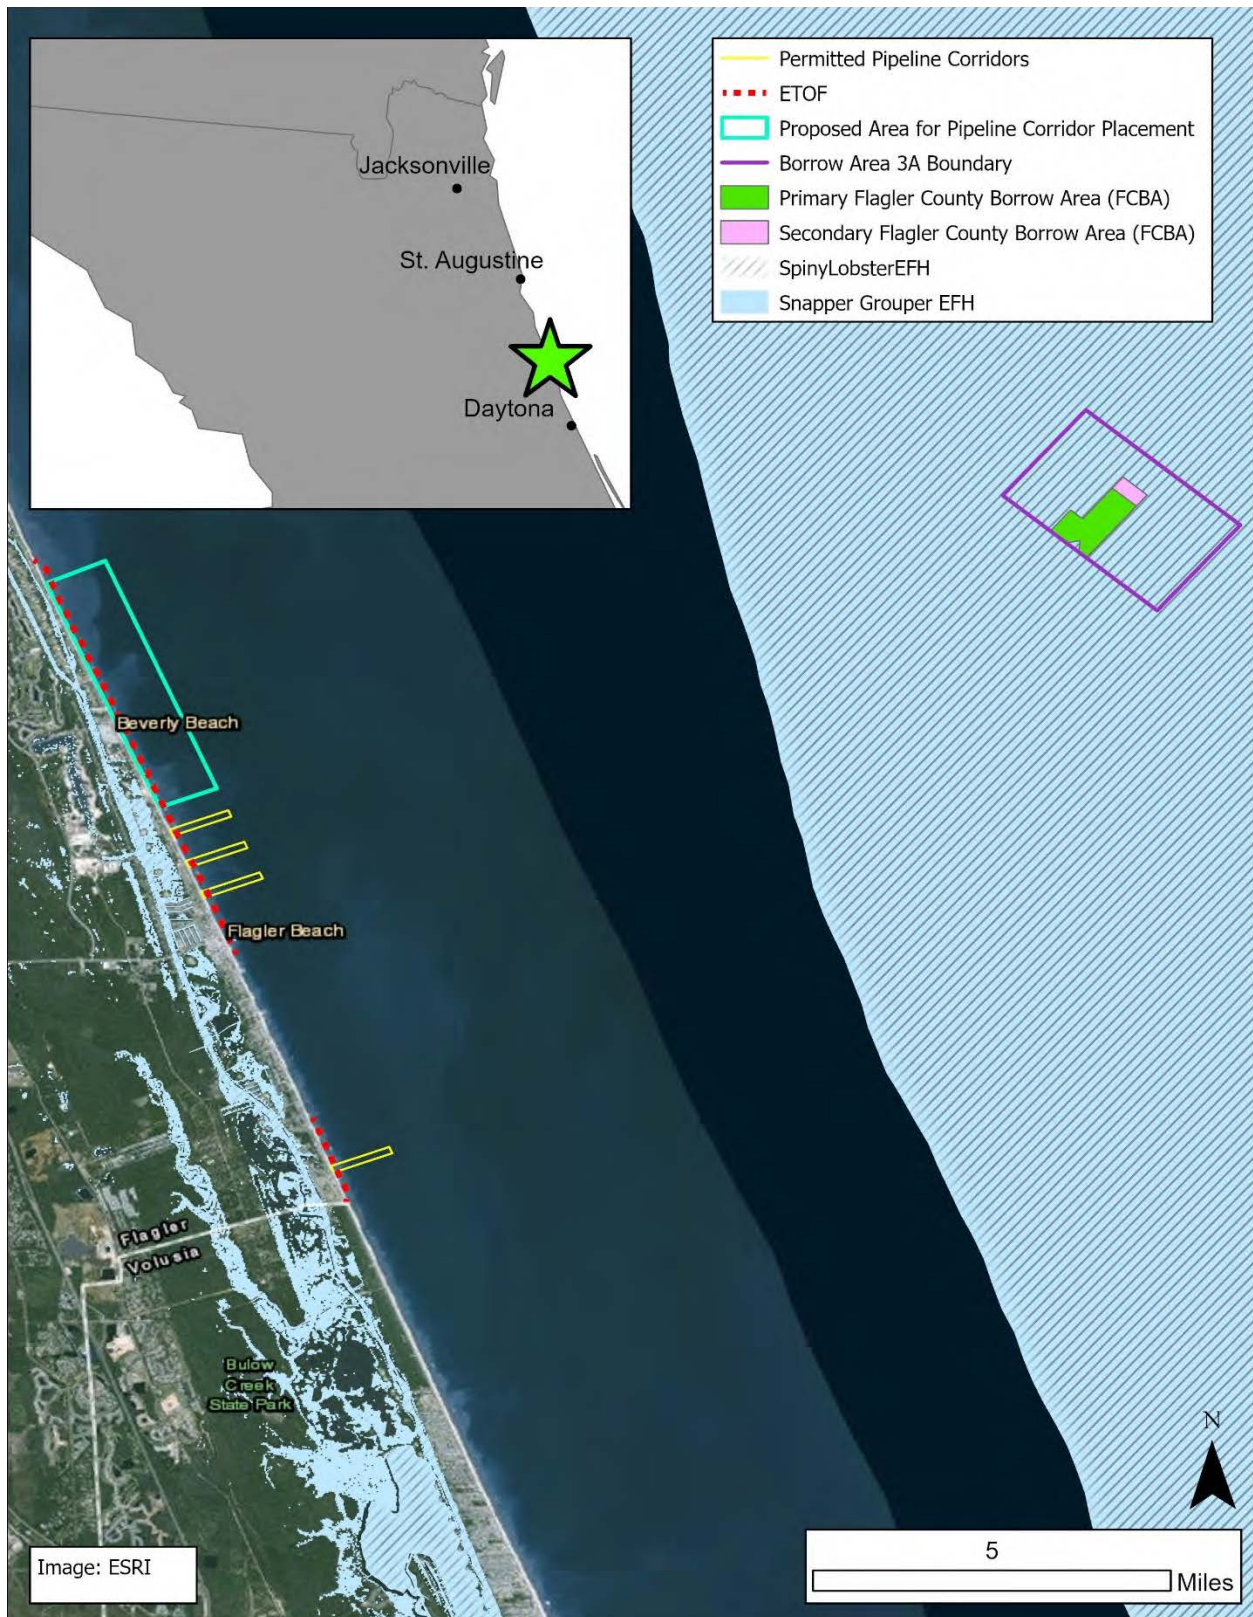 Jacksonville
St. Augustine
Daytona
Permitted Pipeline Corridors
ETOF
Proposed Area for Pipeline Corridor Placement
Borrow Area 3A Boundary
Primary Flagler County Borrow Area (FCBA)
Secondary Flagler County Borrow Area (FCBA)
SpinyLobsterEFH
Snapper Grouper EFH
Beverly Beach
Flagler Beach
Flagler
Volusia
Bulow
Creek
State Park
N
5
Miles
Image: ESRI